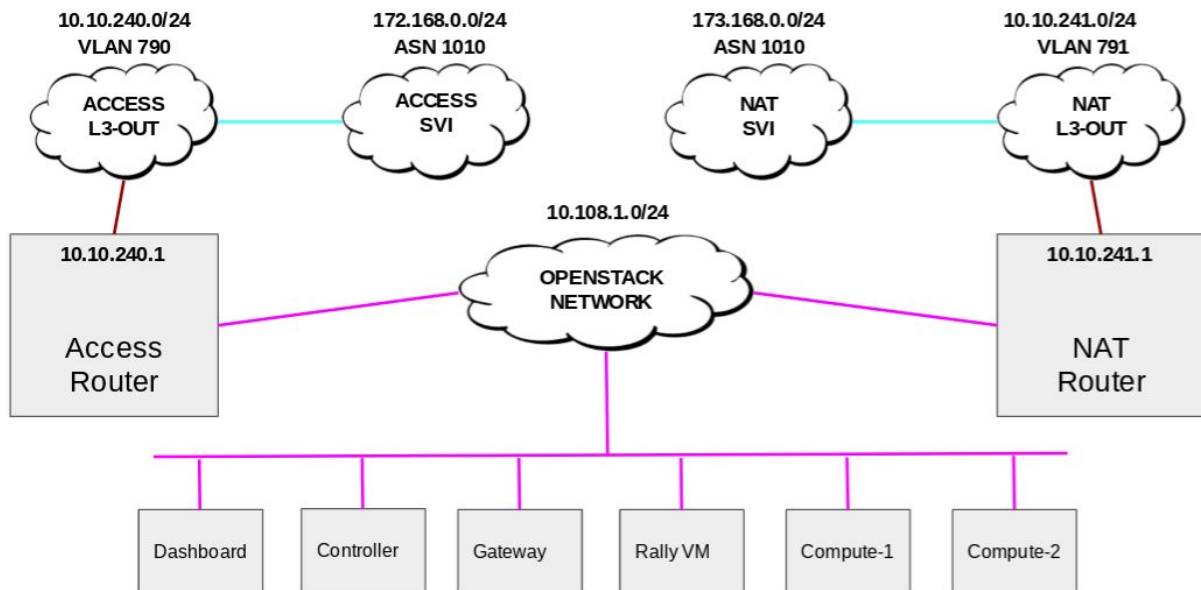 10.10.240.0/24
VLAN 790
172.168.0.0/24
ASN 1010
173.168.0.0/24
ASN 1010
10.10.241.0/24
VLAN 791
ACCESS
L3-OUT
ACCESS
SVI
NAT
SVI
NAT
L3-OUT
10.108.1.0/24
10.10.240.1
OPENSTACK
NETWORK
10.10.241.1
Access
Router
NAT
Router
Dashboard
Controller
Gateway
Rally VM
Compute-1
Compute-2